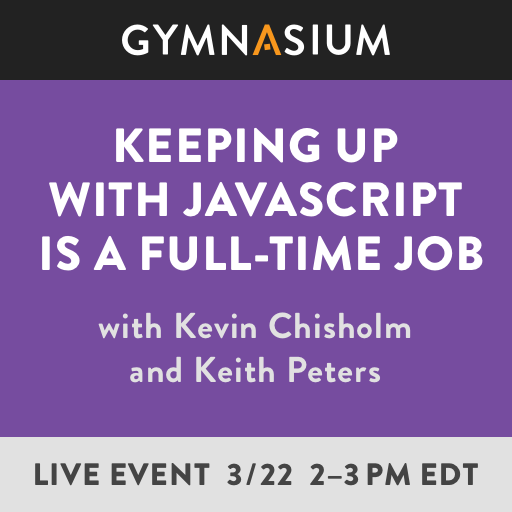 GYMNASIUM
KEEPING UP
WITH JAVASCRIPT
IS A FULL-TIME JOB
with Kevin Chisholm
and Keith Peters
LIVE EVENT 3/22 2–3 PM EDT